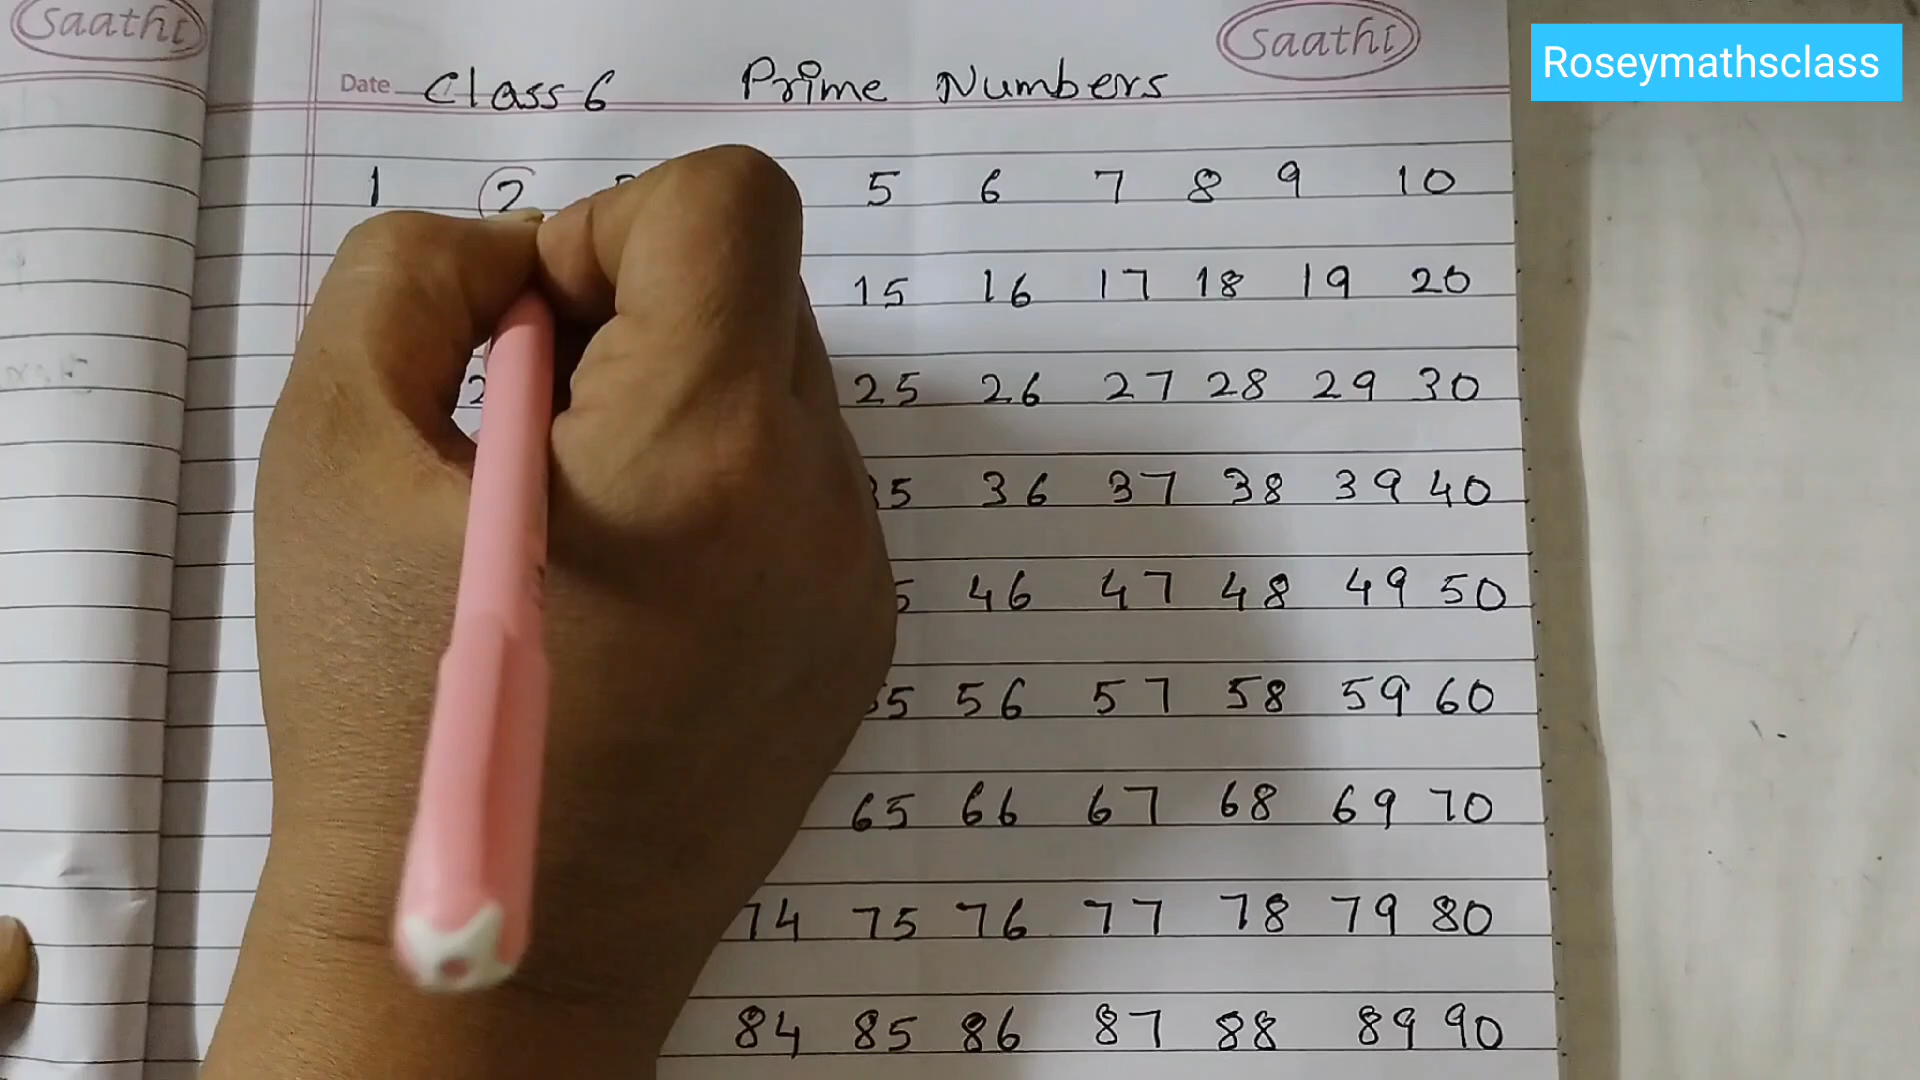 saathi saathi Roseymathsclass
Date Class 6 Prime Numbers
1 2 5 6 7 8 9 10
15 16 17 18 19 20
25 26 27 28 29 30
35 36 37 38 39 40
46 47 48 49 50
55 56 57 58 59 60
65 66 67 68 69 70
74 75 76 77 78 79 80
84 85 86 87 88 89 90